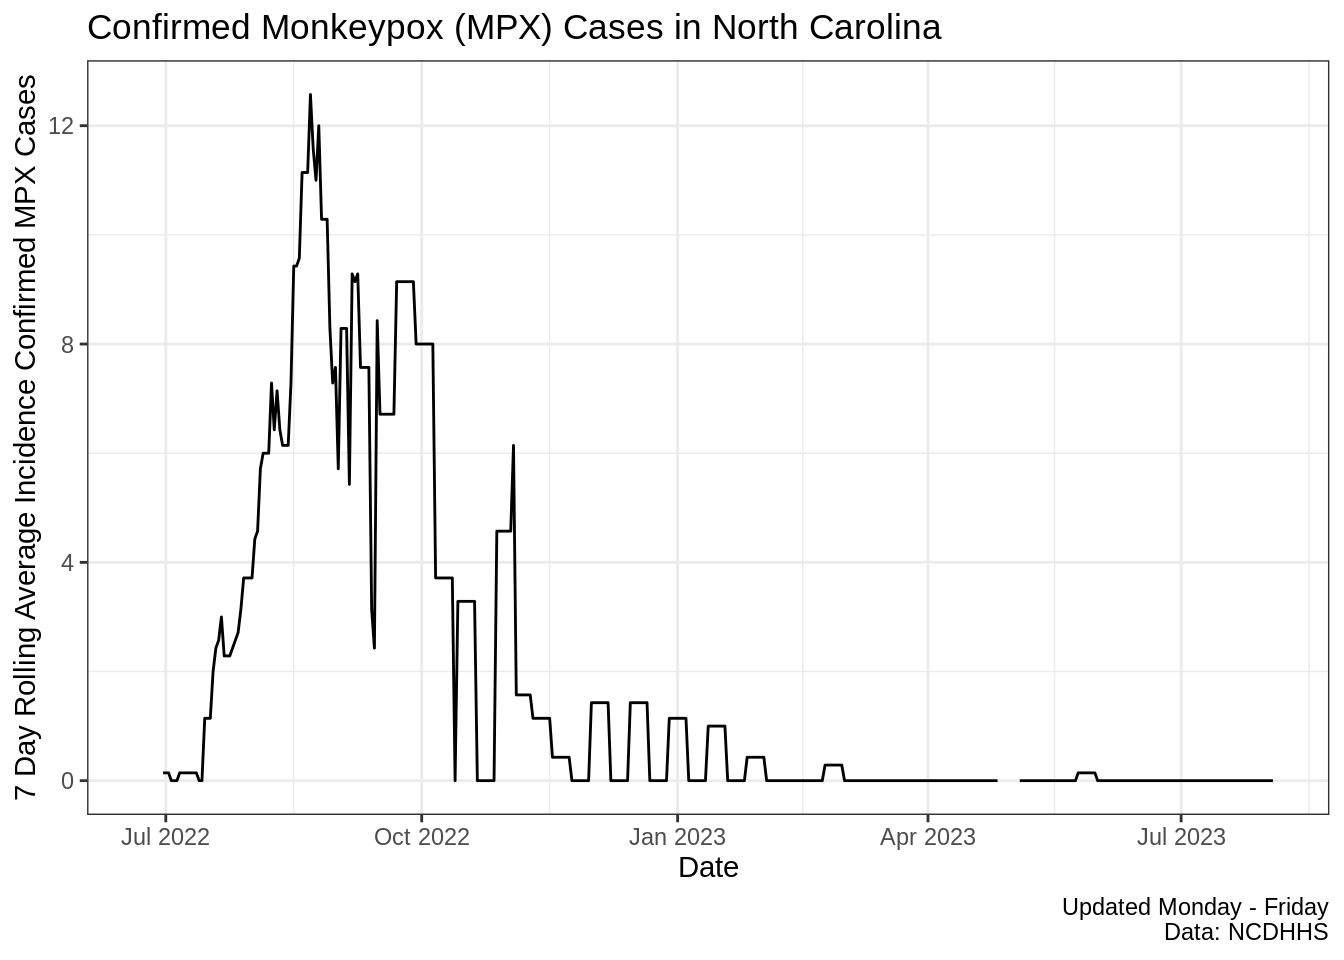 Confirmed Monkeypox (MPX) Cases in North Carolina
7 Day Rolling Average Incidence Confirmed MPX Cases
12
8
4
0
Jul 2022
Oct 2022
Jan 2023
Apr 2023
Jul 2023
Date
Updated Monday - Friday
Data: NCDHHS